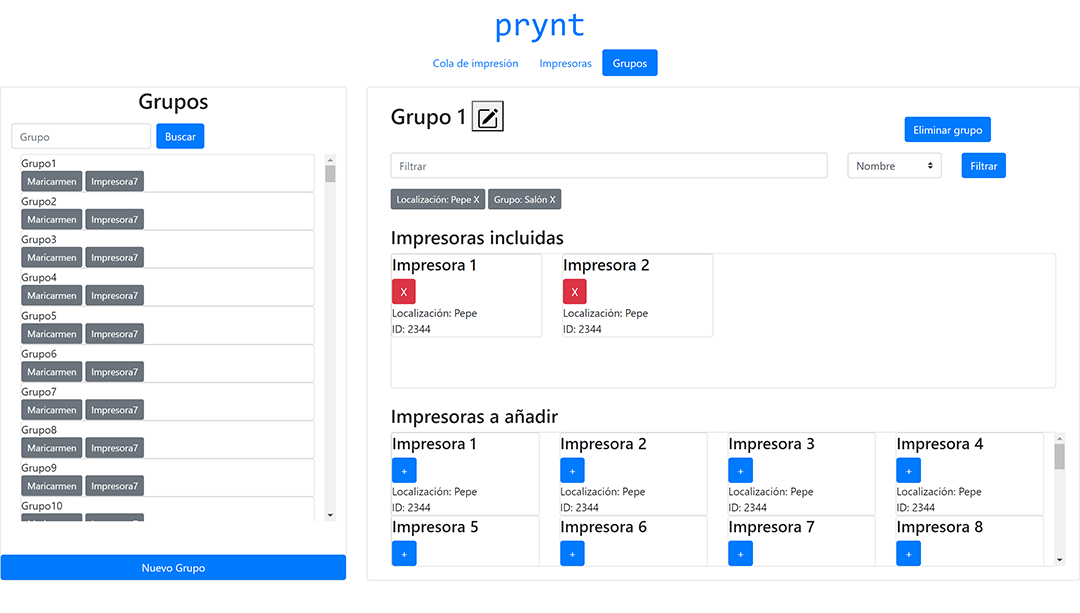 prynt
Cola de impresión Impresoras Grupos
Grupos
Grupo Buscar
Grupo1
Maricarmen Impresora7
Grupo2
Maricarmen Impresora7
Grupo3
Maricarmen Impresora7
Grupo4
Maricarmen Impresora7
Grupo5
Maricarmen Impresora7
Grupo6
Maricarmen Impresora7
Grupo7
Maricarmen Impresora7
Grupo8
Maricarmen Impresora7
Grupo9
Maricarmen Impresora7
Grupo10
Nuevo Grupo
Grupo 1
Eliminar grupo
Filtrar Nombre Filtrar
Localización: Pepe X Grupo: Salón X
Impresoras incluidas
Impresora 1 Impresora 2
X X
Localización: Pepe Localización: Pepe
ID: 2344 ID: 2344
Impresoras a añadir
Impresora 1 Impresora 2 Impresora 3 Impresora 4
+ + + +
Localización: Pepe Localización: Pepe Localización: Pepe Localización: Pepe
ID: 2344 ID: 2344 ID: 2344 ID: 2344
Impresora 5 Impresora 6 Impresora 7 Impresora 8
+ + + +